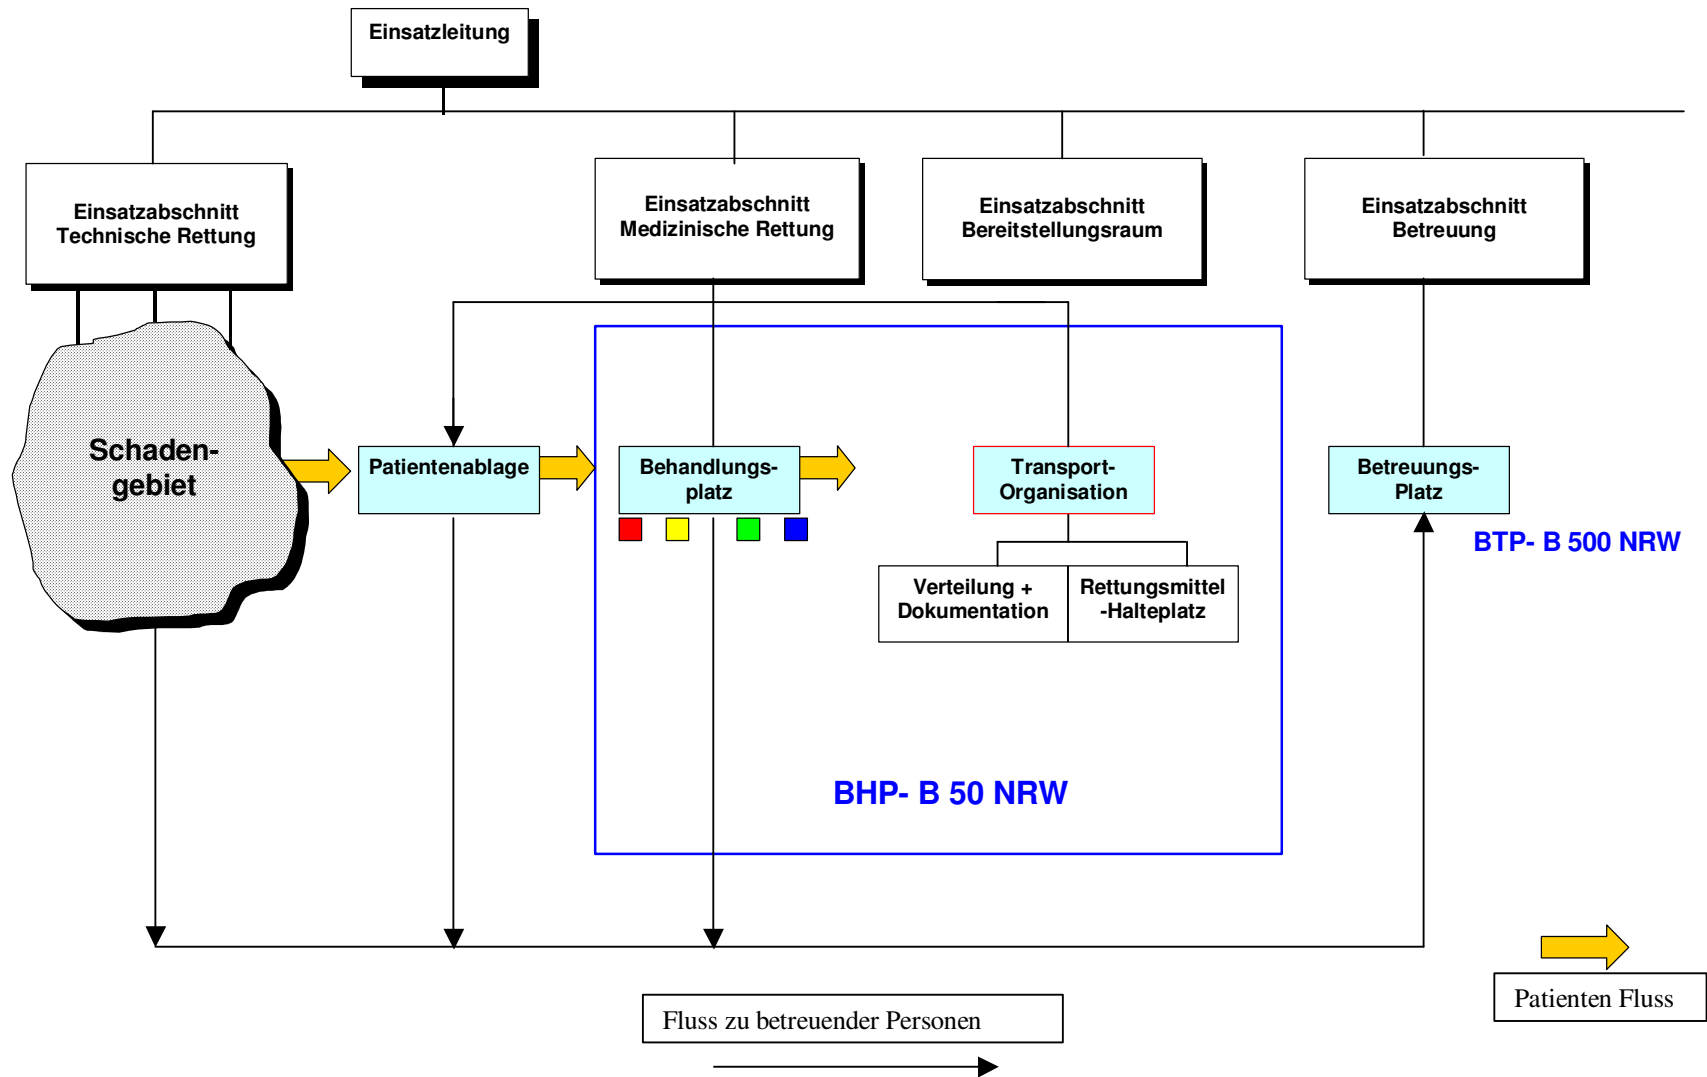 Einsatzleitung
Einsatzabschnitt
Technische Rettung
Einsatzabschnitt
Medizinische Rettung
Einsatzabschnitt
Bereitstellungsraum
Einsatzabschnitt
Betreuung
Schaden-
gebiet
Patientenablage
Behandlungs-
platz
Transport-
Organisation
Betreuungs-
Platz
BTP- B 500 NRW
Verteilung +
Dokumentation
Rettungsmittel
-Halteplatz
BHP- B 50 NRW
Patienten Fluss
Fluss zu betreuender Personen